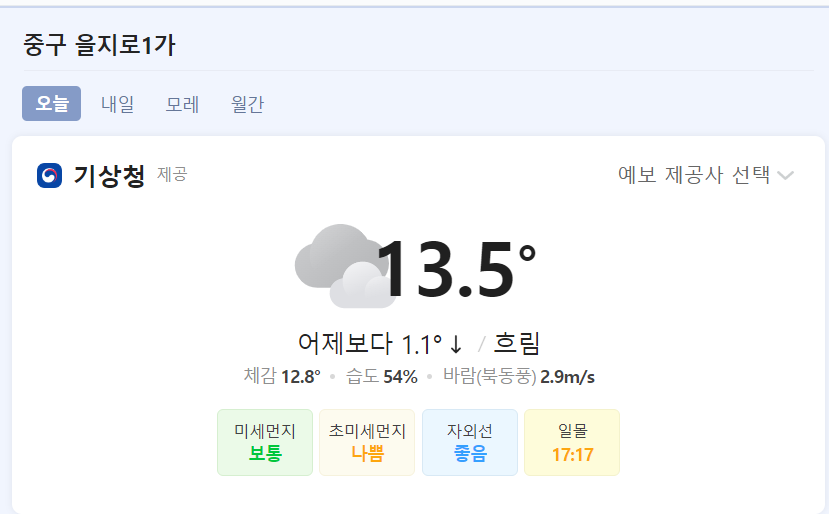 중구 을지로1가
오늘 내일 모레 월간
기상청 제공 예보 제공사 선택
13.5°
어제보다 1.1° ↓ / 흐림
체감 12.8° • 습도 54% • 바람(북동풍) 2.9m/s
미세먼지 초미세먼지 자외선 일몰
보통 나쁨 좋음 17:17